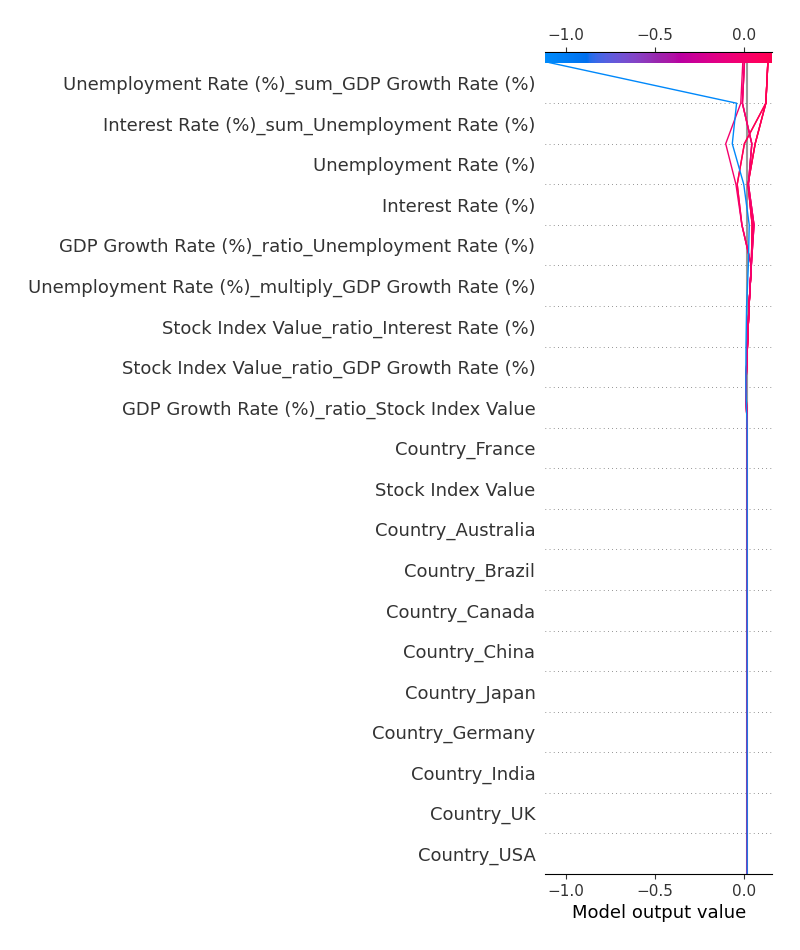 −1.0 −0.5 0.0
Unemployment Rate (%)_sum_GDP Growth Rate (%)
Interest Rate (%)_sum_Unemployment Rate (%)
Unemployment Rate (%)
Interest Rate (%)
GDP Growth Rate (%)_ratio_Unemployment Rate (%)
Unemployment Rate (%)_multiply_GDP Growth Rate (%)
Stock Index Value_ratio_Interest Rate (%)
Stock Index Value_ratio_GDP Growth Rate (%)
GDP Growth Rate (%)_ratio_Stock Index Value
Country_France
Stock Index Value
Country_Australia
Country_Brazil
Country_Canada
Country_China
Country_Japan
Country_Germany
Country_India
Country_UK
Country_USA
−1.0 −0.5 0.0
Model output value